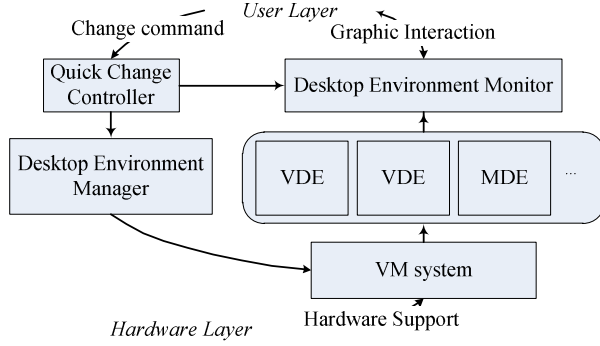 User Layer
Change command
Graphic Interaction
Quick Change
Controller
Desktop Environment Monitor
Desktop Environment
Manager
VDE
VDE
MDE
...
VM system
Hardware Support
Hardware Layer